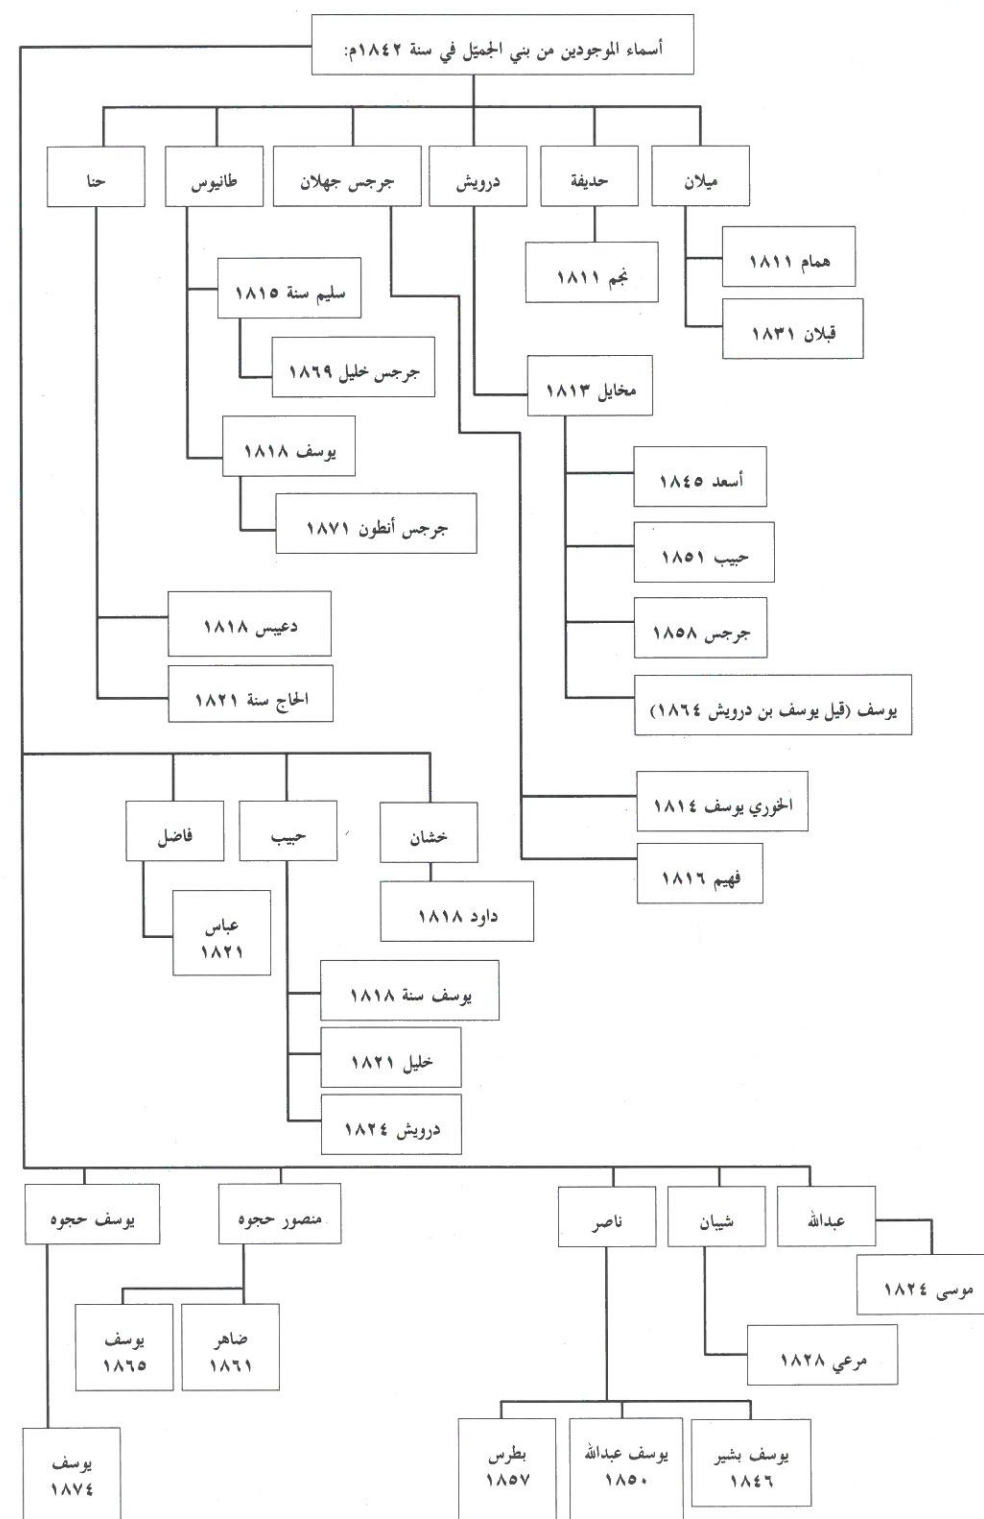 أسماء الموجودين من بني الجميّل في سنة ١٨٤٢م:
ميلان
حديفة
درويش
جرجس جهلان
طانيوس
حنا
همام ١٨١١
نجم ١٨١١
سليم سنة ١٨١٥
قبلان ١٨٣١
جرجس خليل ١٨٦٩
مخايل ١٨١٣
يوسف ١٨١٨
أسعد ١٨٤٥
جرجس أنطون ١٨٧١
حبيب ١٨٥١
دعيبس ١٨١٨
جرجس ١٨٥٨
الحاج سنة ١٨٢١
يوسف (قيل يوسف بن درويش ١٨٦٤)
الخوري يوسف ١٨١٤
فهيم ١٨١٦
خشان
حبيب
فاضل
داود ١٨١٨
عباس
١٨٢١
يوسف سنة ١٨١٨
خليل ١٨٢١
درويش ١٨٢٤
عبدالله
شيبان
ناصر
منصور حجوه
يوسف حجوه
موسى ١٨٢٤
مرعي ١٨٢٨
ضاهر
١٨٦١
يوسف
١٨٦٥
يوسف بشير
١٨٤٦
يوسف عبدالله
١٨٥٠
بطرس
١٨٥٧
يوسف
١٨٧٤